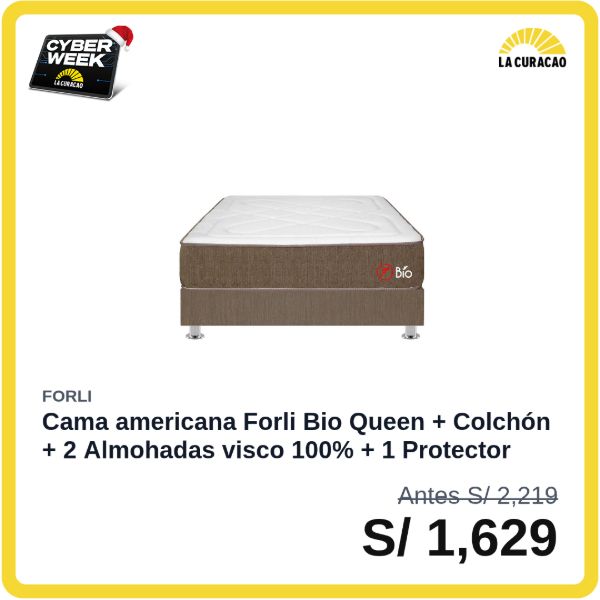 CYBER
WEEK
LA CURACAO
LA CURACAO
Bio
FORLI
Cama americana Forli Bio Queen + Colchón
+ 2 Almohadas visco 100% + 1 Protector
Antes S/ 2,219
S/ 1,629